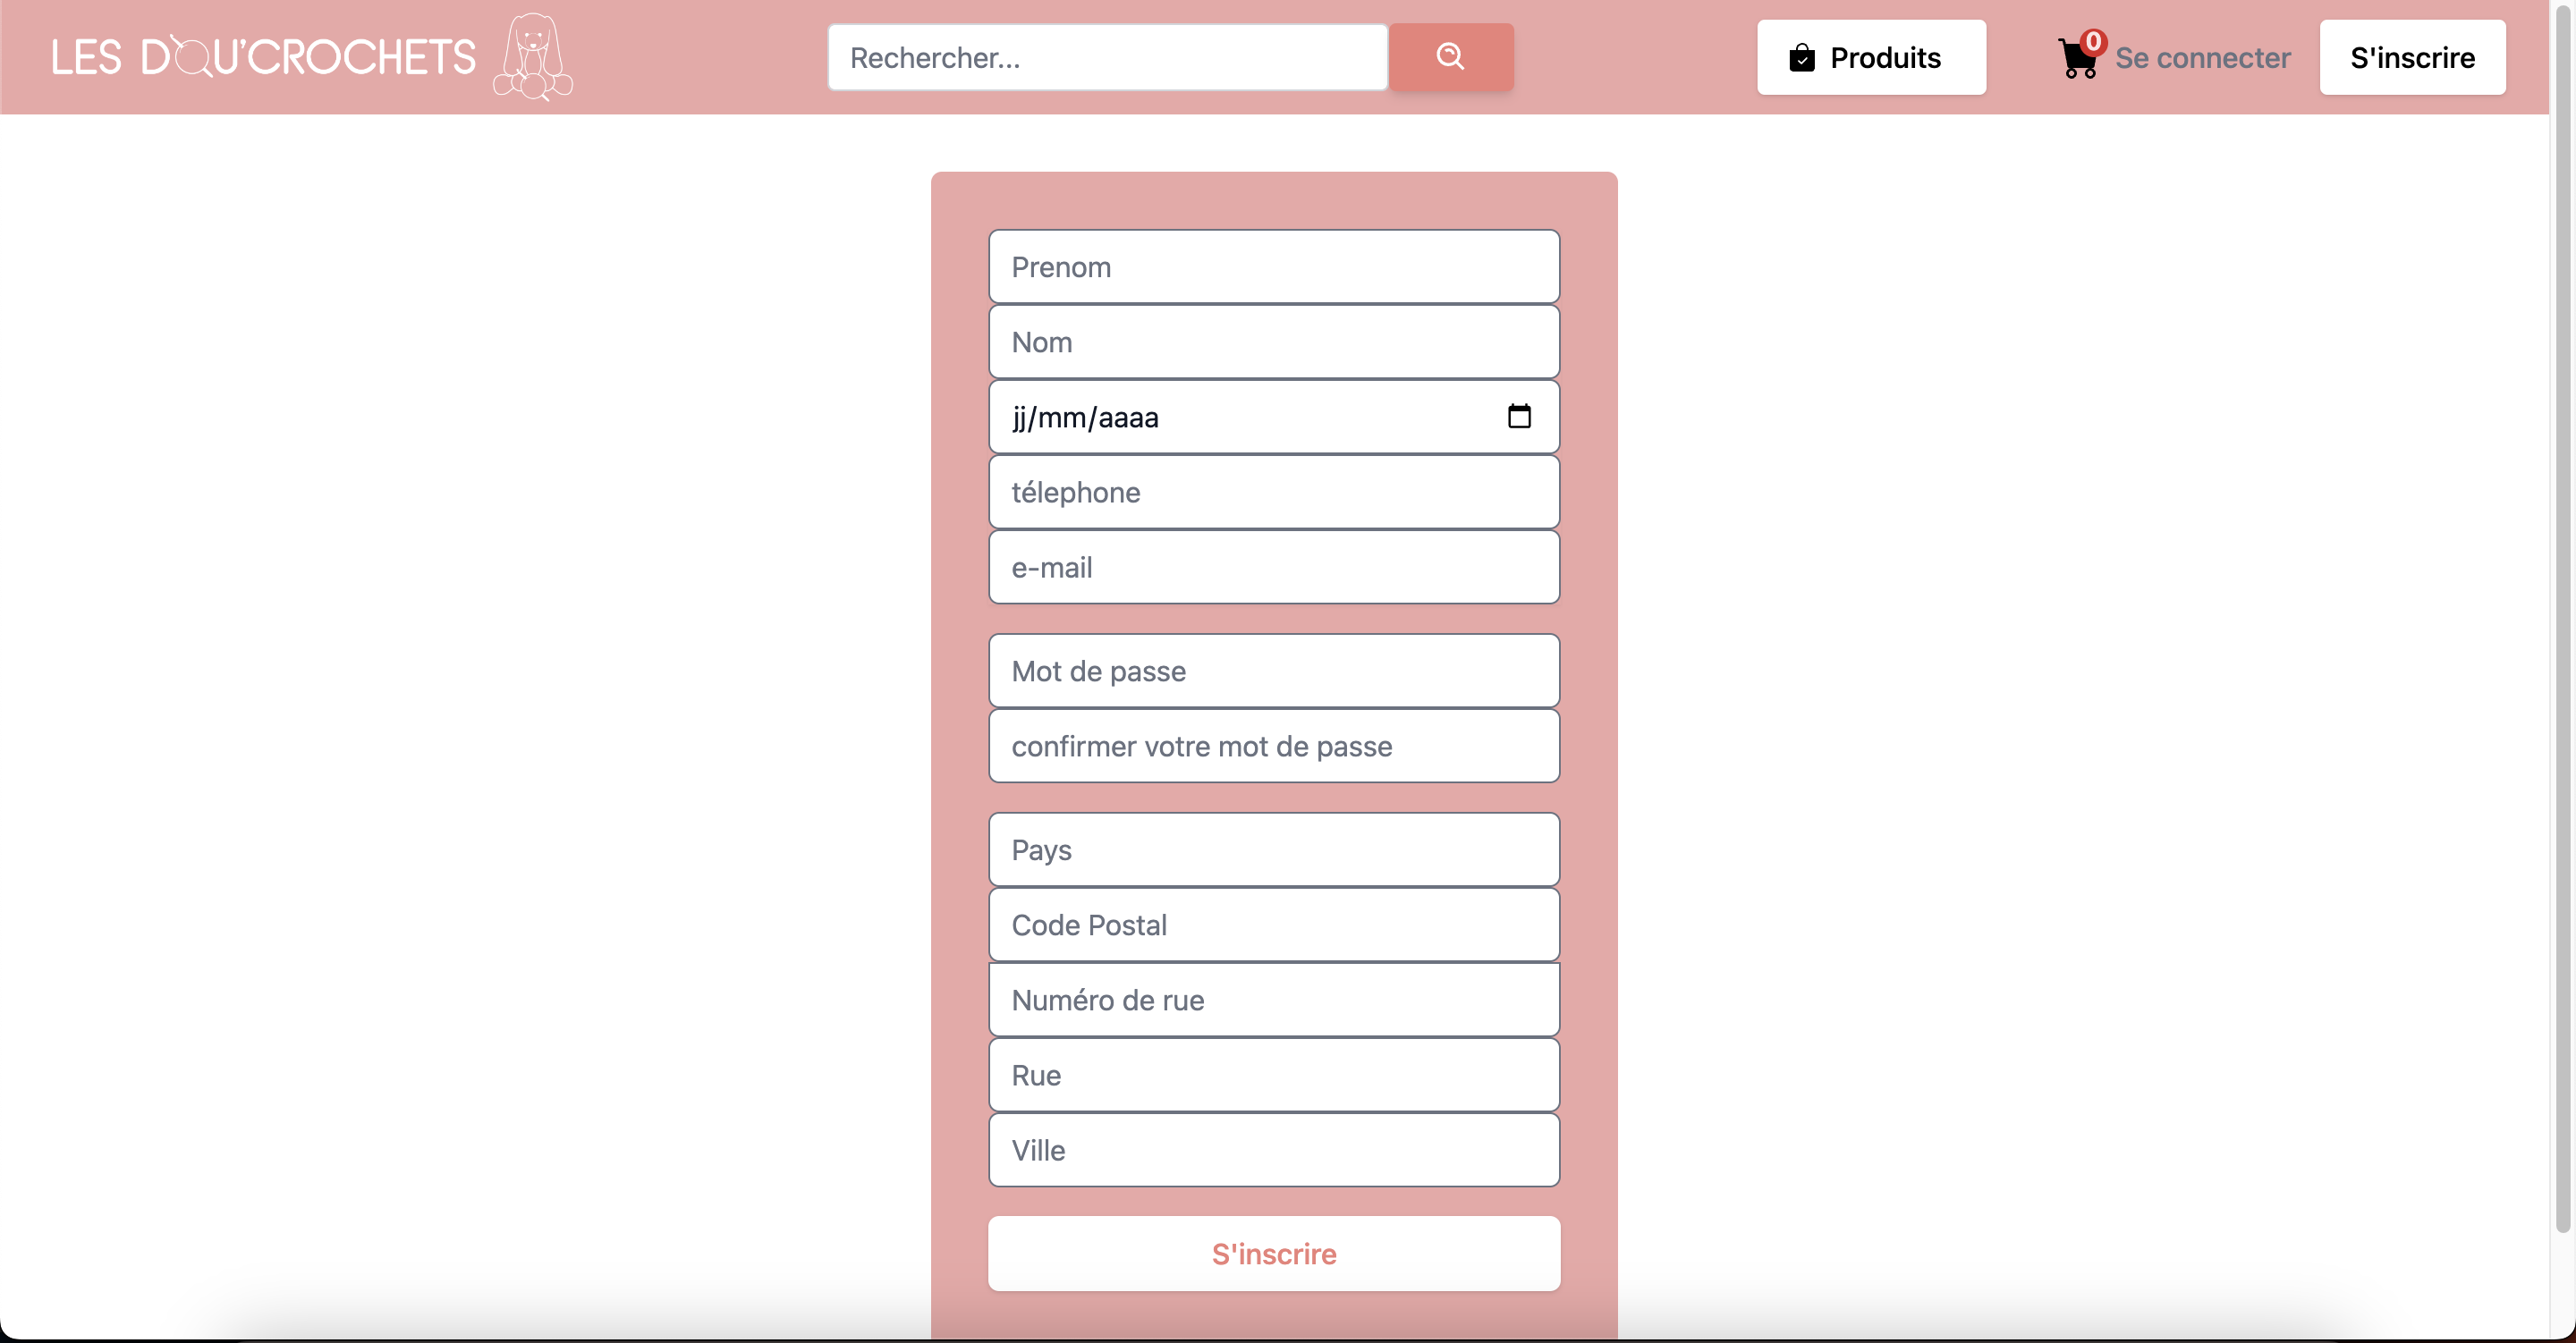 LES DOU'CROCHETS
Rechercher...
Produits
0
Se connecter
S'inscrire
Prenom
Nom
jj/mm/aaaa
télephone
e-mail
Mot de passe
confirmer votre mot de passe
Pays
Code Postal
Numéro de rue
Rue
Ville
S'inscrire